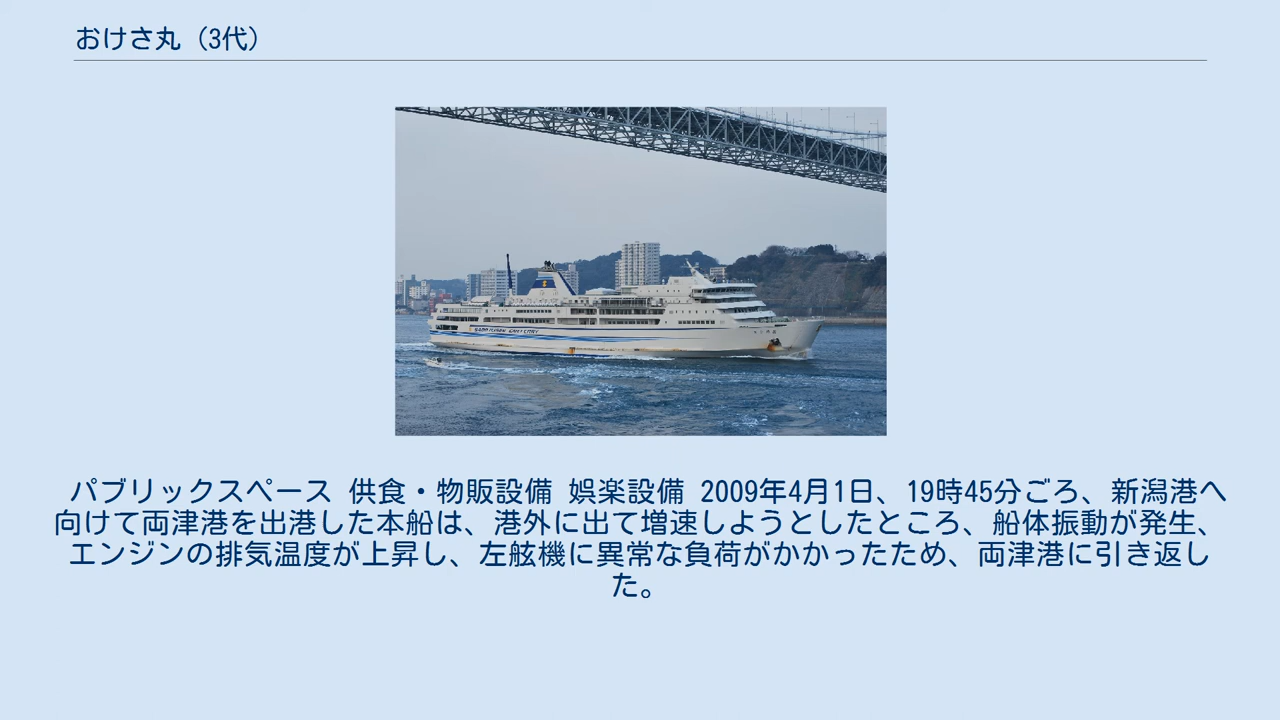 おけさ丸（3代）
パブリックスペース 供食・物販設備 娯楽設備 2009年4月1日、19時45分ごろ、新潟港へ
向けて両津港を出港した本船は、港外に出て増速しようとしたところ、船体振動が発生、
エンジンの排気温度が上昇し、左舷機に異常な負荷がかかったため、両津港に引き返し
た。